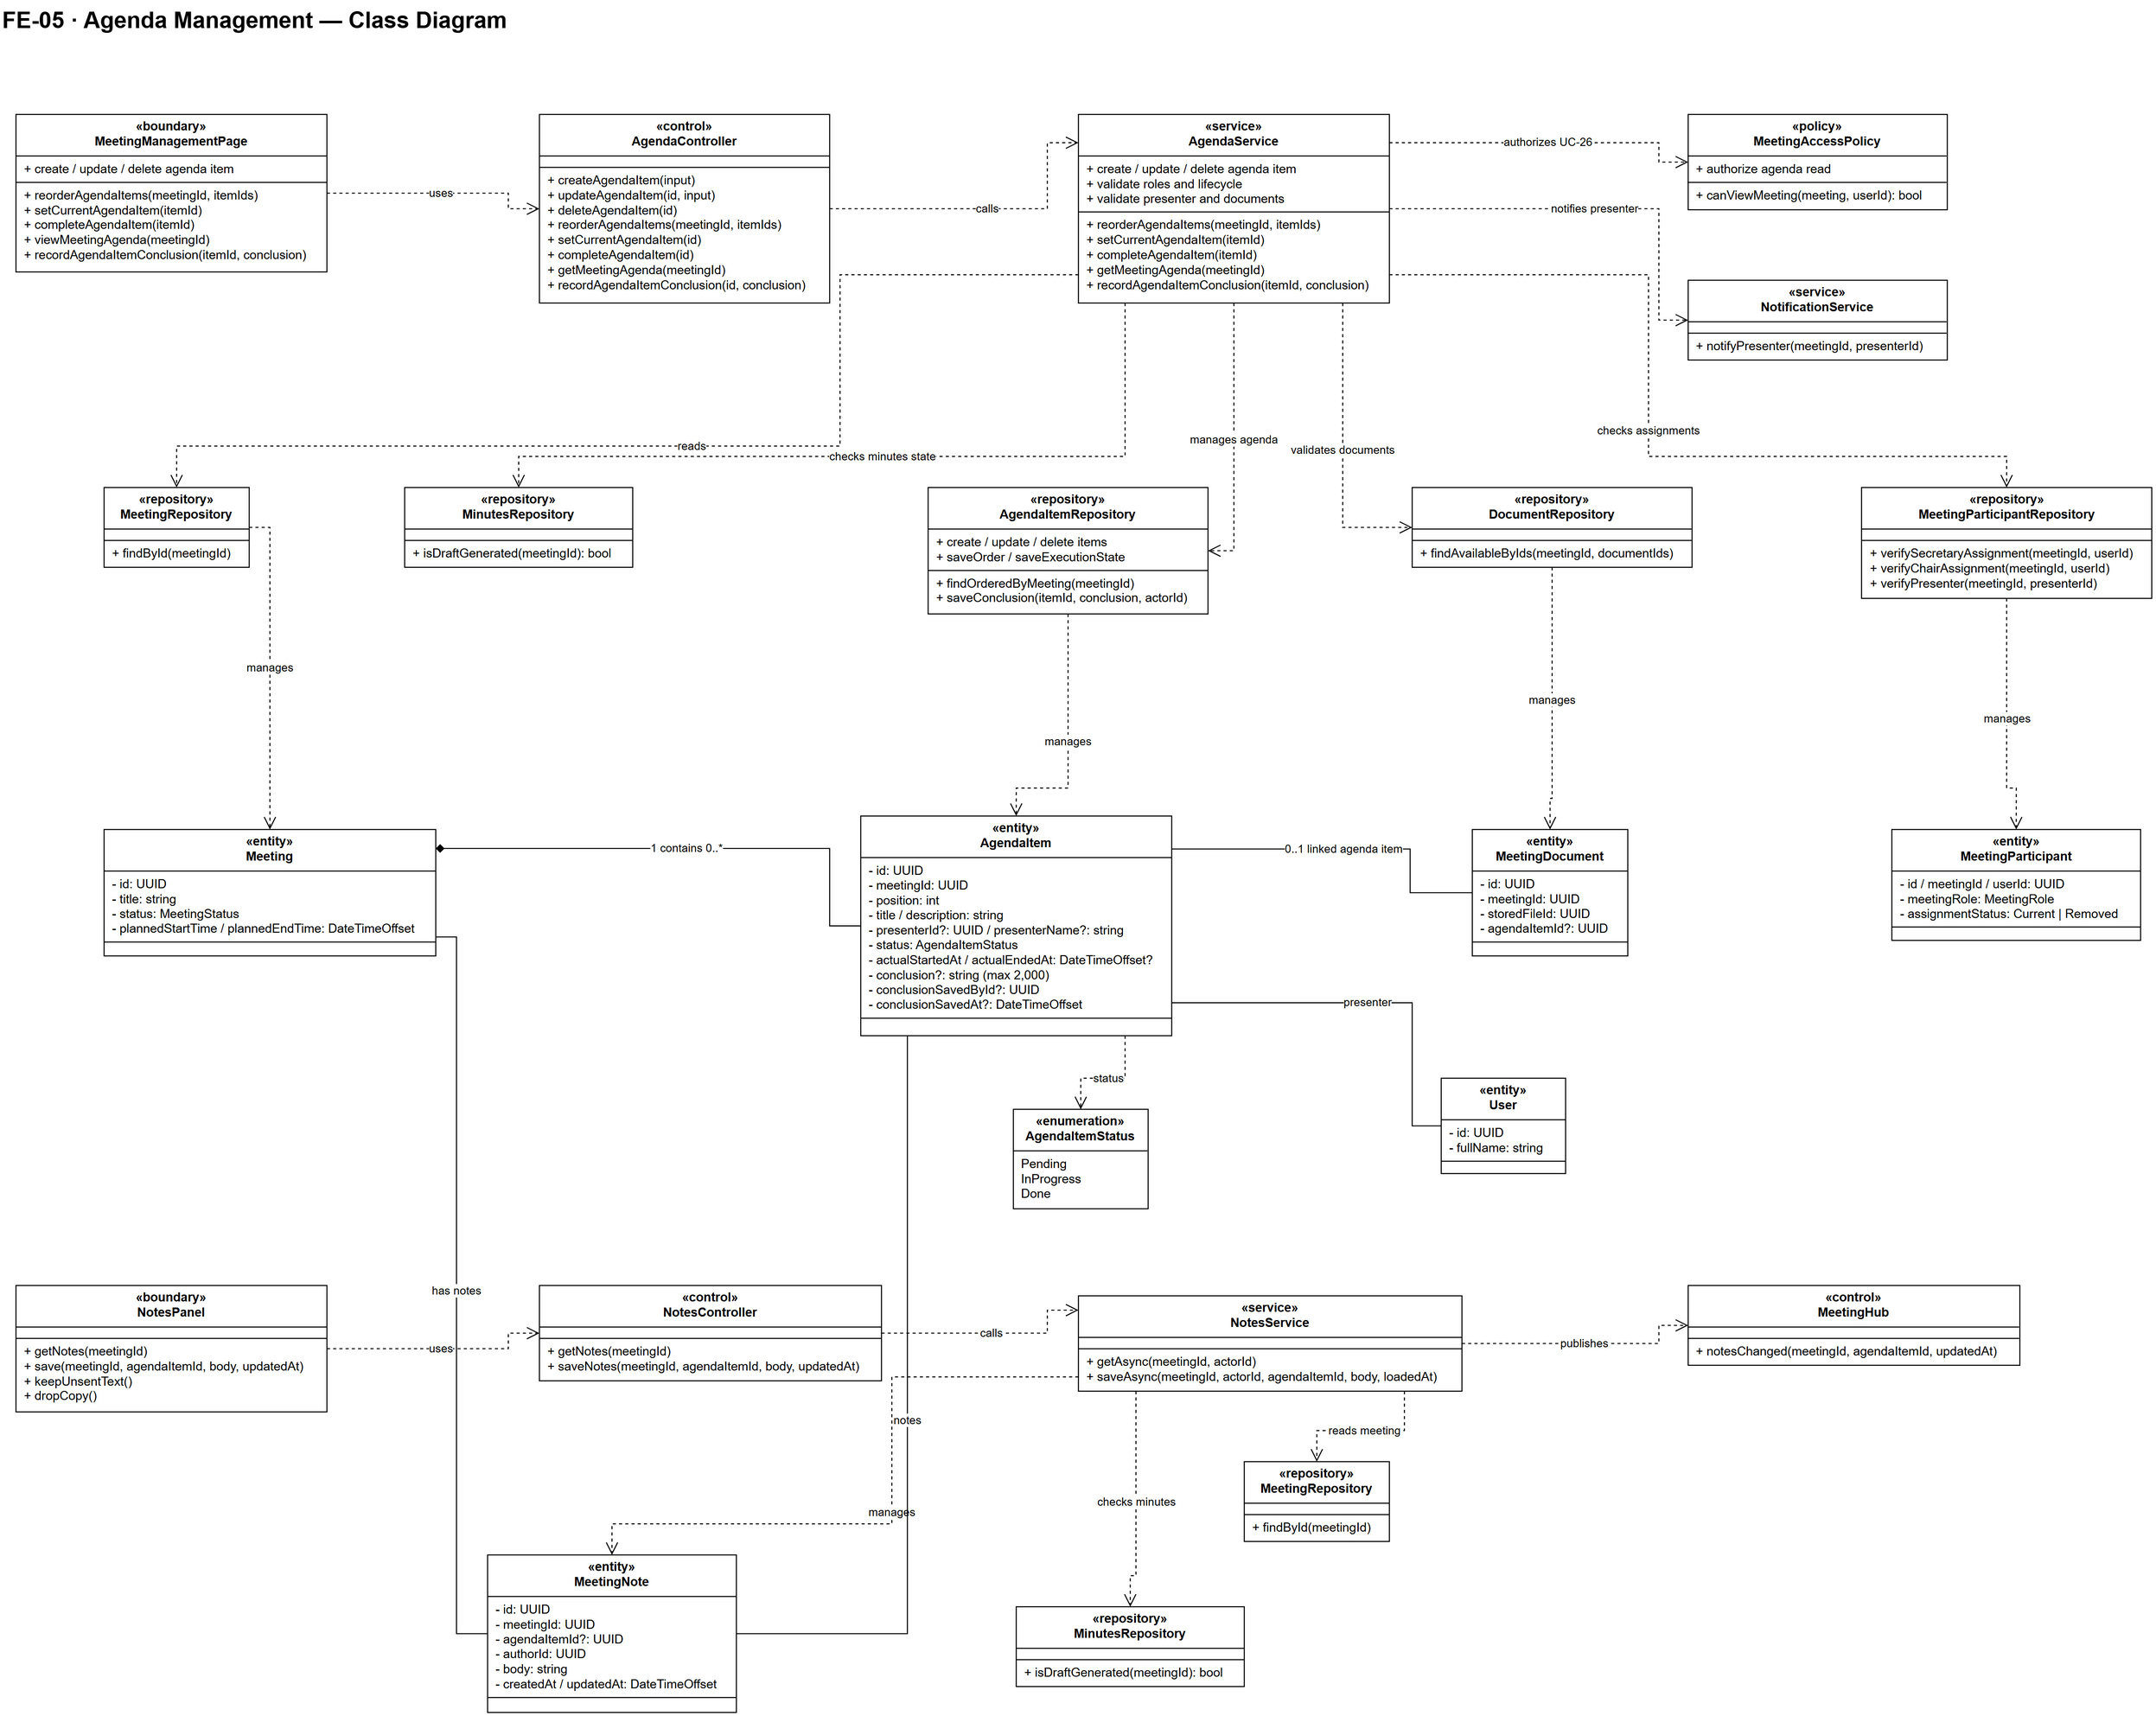 FE-05 · Agenda Management — Class Diagram
«boundary»
MeetingManagementPage
+ create / update / delete agenda item
+ reorderAgendaItems(meetingId, itemIds)
+ setCurrentAgendaItem(itemId)
+ completeAgendaItem(itemId)
+ viewMeetingAgenda(meetingId)
+ recordAgendaItemConclusion(itemId, conclusion)
uses
«control»
AgendaController
+ createAgendaItem(input)
+ updateAgendaItem(id, input)
+ deleteAgendaItem(id)
+ reorderAgendaItems(meetingId, itemIds)
+ setCurrentAgendaItem(id)
+ completeAgendaItem(id)
+ getMeetingAgenda(meetingId)
+ recordAgendaItemConclusion(id, conclusion)
calls
«service»
AgendaService
+ create / update / delete agenda item
+ validate roles and lifecycle
+ validate presenter and documents
+ reorderAgendaItems(meetingId, itemIds)
+ setCurrentAgendaItem(itemId)
+ completeAgendaItem(itemId)
+ getMeetingAgenda(meetingId)
+ recordAgendaItemConclusion(itemId, conclusion)
authorizes UC-26
notifies presenter
«policy»
MeetingAccessPolicy
+ authorize agenda read
+ canViewMeeting(meeting, userId): bool
«service»
NotificationService
+ notifyPresenter(meetingId, presenterId)
reads
checks minutes state
manages agenda
validates documents
checks assignments
«repository»
MeetingRepository
+ findById(meetingId)
«repository»
MinutesRepository
+ isDraftGenerated(meetingId): bool
«repository»
AgendaItemRepository
+ create / update / delete items
+ saveOrder / saveExecutionState
+ findOrderedByMeeting(meetingId)
+ saveConclusion(itemId, conclusion, actorId)
«repository»
DocumentRepository
+ findAvailableByIds(meetingId, documentIds)
«repository»
MeetingParticipantRepository
+ verifySecretaryAssignment(meetingId, userId)
+ verifyChairAssignment(meetingId, userId)
+ verifyPresenter(meetingId, presenterId)
manages
manages
manages
manages
«entity»
Meeting
- id: UUID
- title: string
- status: MeetingStatus
- plannedStartTime / plannedEndTime: DateTimeOffset
1 contains 0..*
«entity»
AgendaItem
- id: UUID
- meetingId: UUID
- position: int
- title / description: string
- presenterId?: UUID / presenterName?: string
- status: AgendaItemStatus
- actualStartedAt / actualEndedAt: DateTimeOffset?
- conclusion?: string (max 2,000)
- conclusionSavedById?: UUID
- conclusionSavedAt?: DateTimeOffset
0..1 linked agenda item
«entity»
MeetingDocument
- id: UUID
- meetingId: UUID
- storedFileId: UUID
- agendaItemId?: UUID
«entity»
MeetingParticipant
- id / meetingId / userId: UUID
- meetingRole: MeetingRole
- assignmentStatus: Current | Removed
presenter
status
«enumeration»
AgendaItemStatus
Pending
InProgress
Done
«entity»
User
- id: UUID
- fullName: string
has notes
«boundary»
NotesPanel
+ getNotes(meetingId)
+ save(meetingId, agendaItemId, body, updatedAt)
+ keepUnsentText()
+ dropCopy()
uses
«control»
NotesController
+ getNotes(meetingId)
+ saveNotes(meetingId, agendaItemId, body, updatedAt)
calls
«service»
NotesService
+ getAsync(meetingId, actorId)
+ saveAsync(meetingId, actorId, agendaItemId, body, loadedAt)
publishes
«control»
MeetingHub
+ notesChanged(meetingId, agendaItemId, updatedAt)
notes
reads meeting
manages
checks minutes
«repository»
MeetingRepository
+ findById(meetingId)
«entity»
MeetingNote
- id: UUID
- meetingId: UUID
- agendaItemId?: UUID
- authorId: UUID
- body: string
- createdAt / updatedAt: DateTimeOffset
«repository»
MinutesRepository
+ isDraftGenerated(meetingId): bool